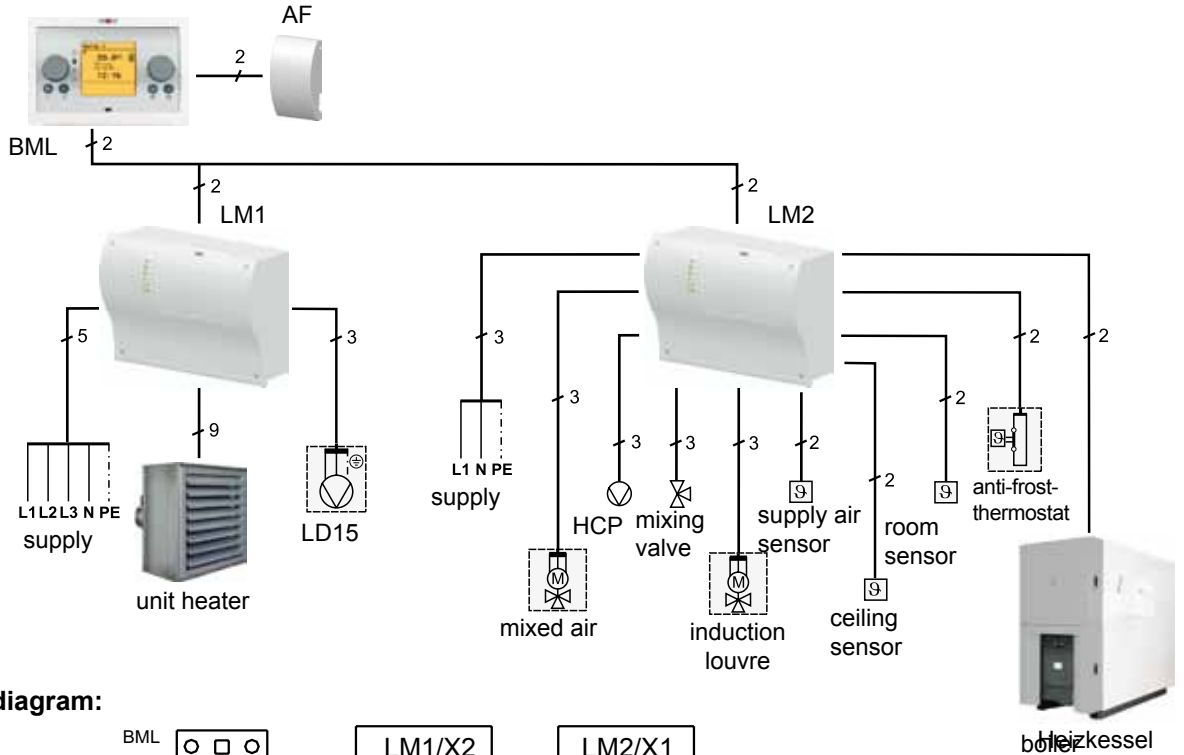 AF
2
BML
2
2
2
LM1
LM2
5
3
3
2
2
3
9
2
3
3
3
2
2
L1 L2 L3 N PE
supply
unit heater
LD15
L1 N PE
supply
HCP
mixing
valve
supply air
sensor
room
sensor
anti-frost-
thermostat
mixed air
M
M
induction
louvre
ceiling
sensor
diagram:
BML
LM1/X2
LM2/X1
boiler
Heizkessel